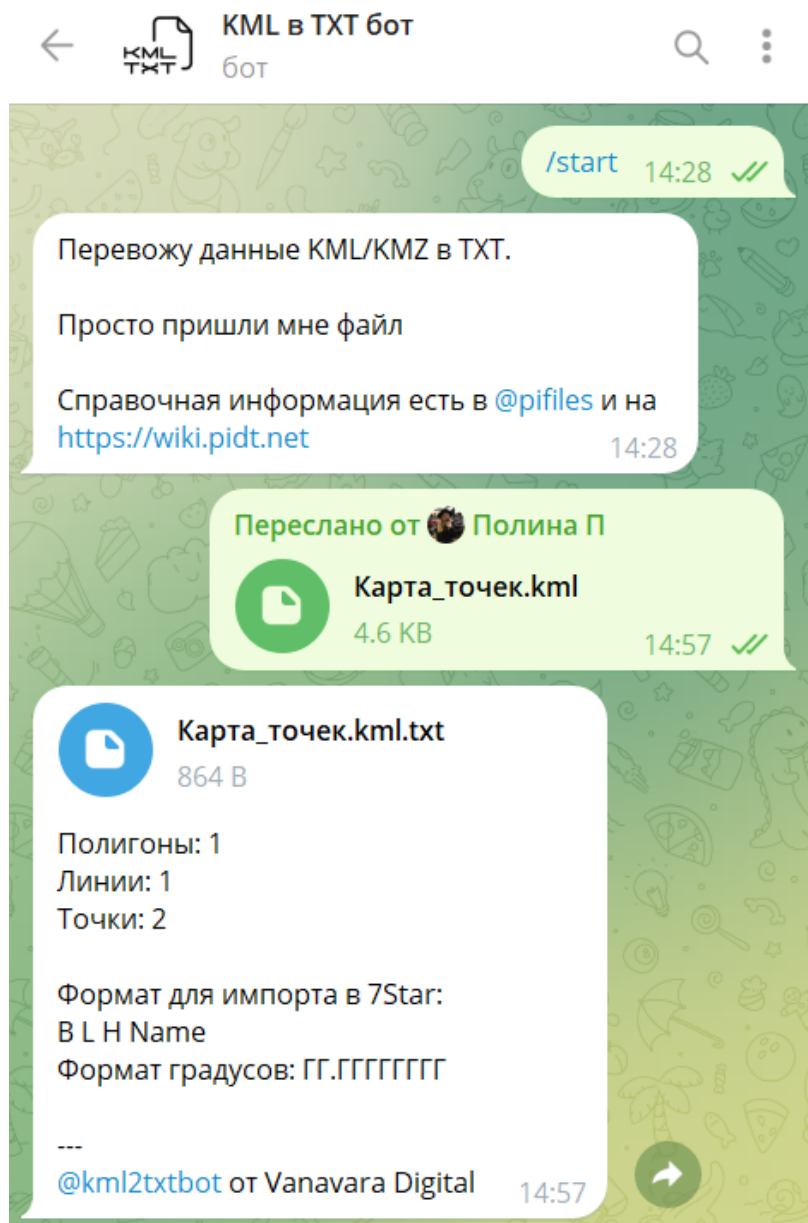 KML в TXT бот
бот
KML
TXT
/start 14:28
Перевожу данные KML/KMZ в TXT.
Просто пришли мне файл
Справочная информация есть в @pifiles и на
https://wiki.pidt.net
14:28
Переслано от Полина П
Карта_точек.kml
4.6 KB
14:57
Карта_точек.kml.txt
864 B
Полигоны: 1
Линии: 1
Точки: 2
Формат для импорта в 7Star:
B L H Name
Формат градусов: ГГ.ГГГГГГГГ
---
@kml2txtbot от Vanavara Digital 14:57